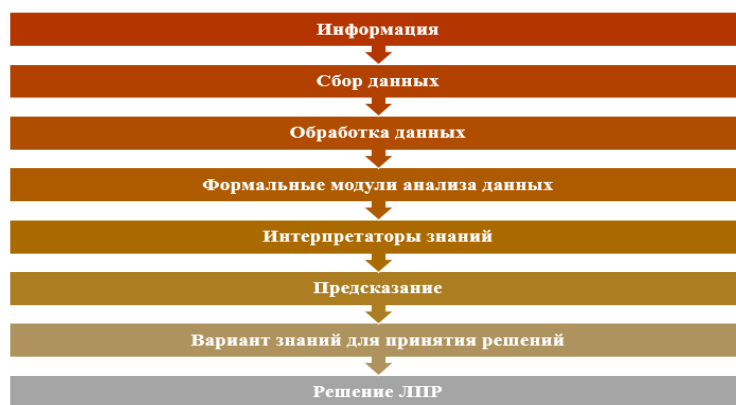 Информация
Сбор данных
Обработка данных
Формальные модули анализа данных
Интерпретаторы знаний
Предсказание
Вариант знаний для принятия решений
Решение ЛПР